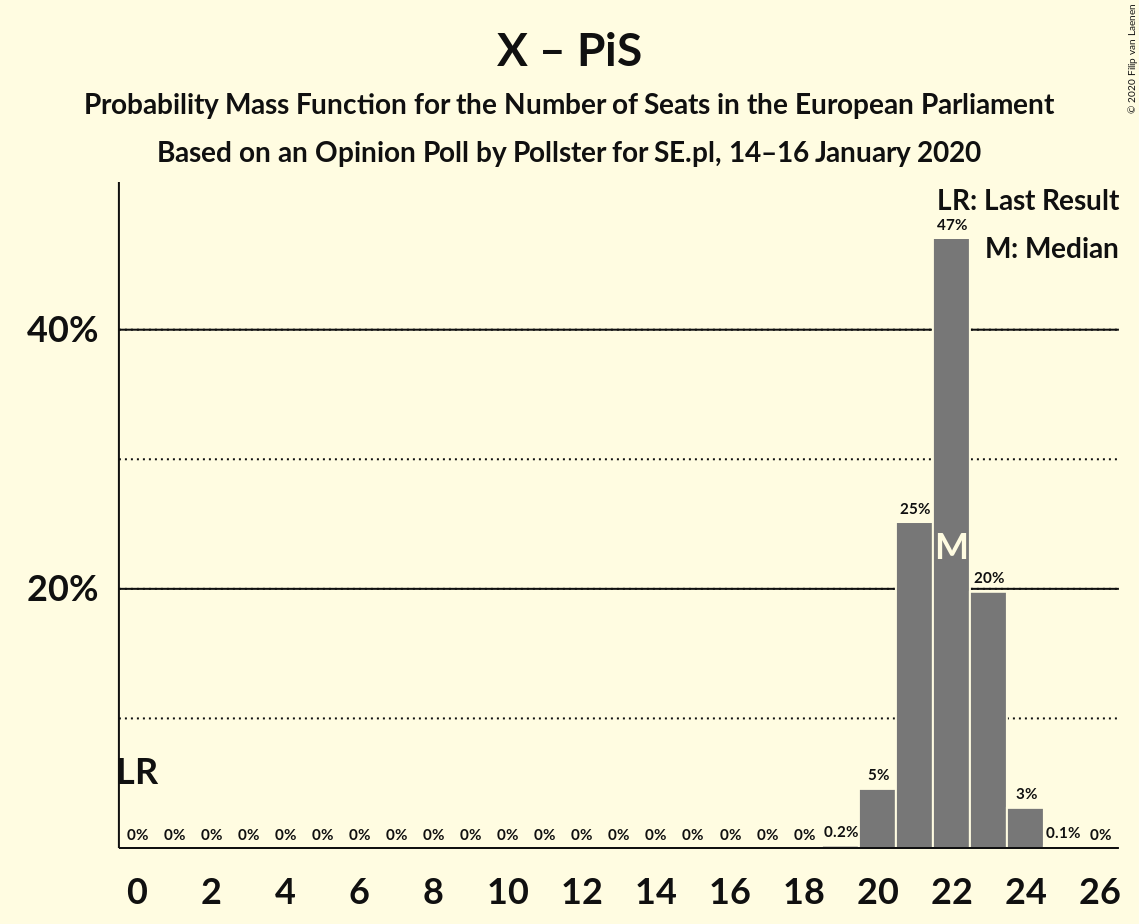 X – PiS
Probability Mass Function for the Number of Seats in the European Parliament
Based on an Opinion Poll by Pollster for SE.pl, 14–16 January 2020
© 2020 Filip van Laenen
LR: Last Result
M: Median
47%
40%
25%
M
20%
20%
LR
5%
3%
0% 0% 0% 0% 0% 0% 0% 0% 0% 0% 0% 0% 0% 0% 0% 0% 0% 0% 0% 0.2% 0.1% 0%
0 2 4 6 8 10 12 14 16 18 20 22 24 26